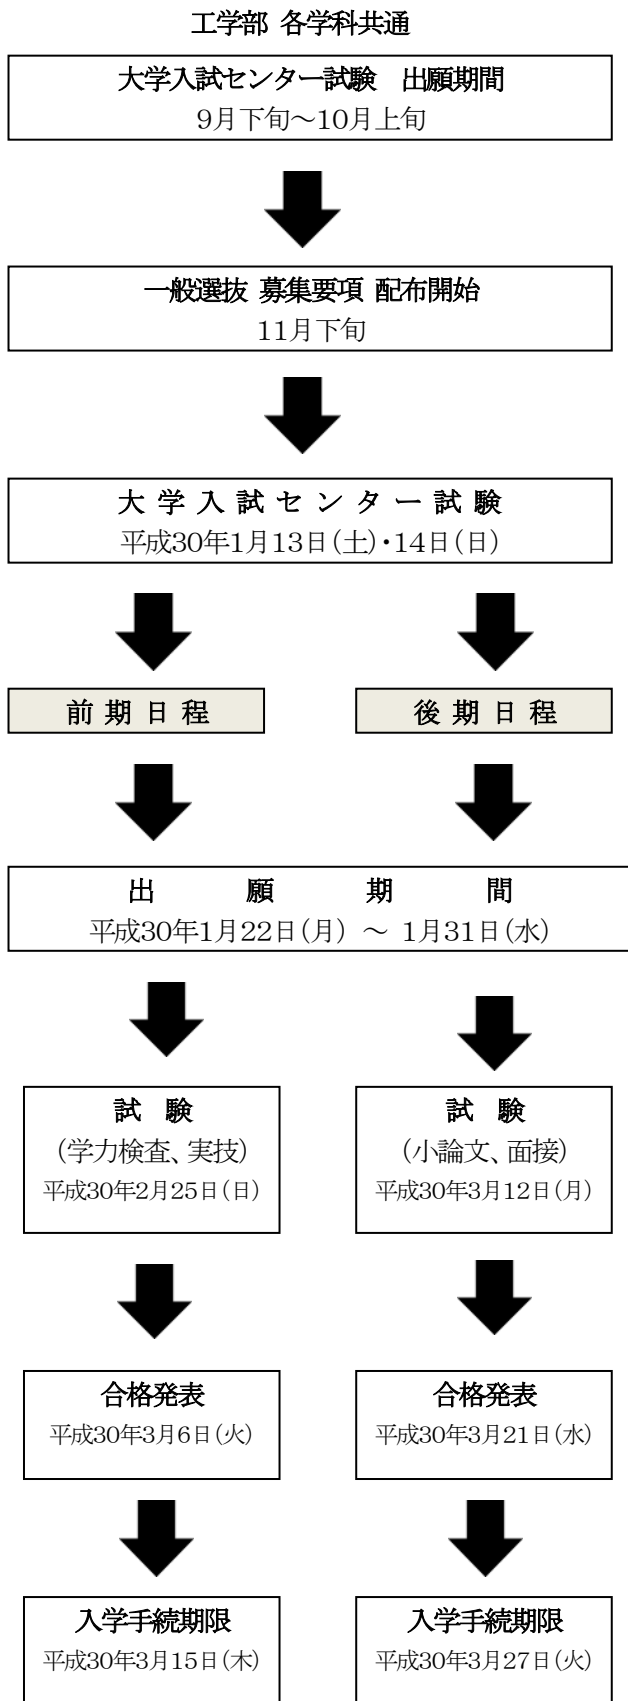 工学部 各学科共通
大学入試センター試験　出願期間
9月下旬～10月上旬
一般選抜 募集要項 配布開始
11月下旬
大 学 入 試 セ ン タ ー 試 験
平成30年1月13日(土)・14日(日)
前 期 日 程
後 期 日 程
出　願　期　間
平成30年1月22日(月) ～ 1月31日(水)
試　験
(学力検査、実技)
平成30年2月25日(日)
試　験
(小論文、面接)
平成30年3月12日(月)
合格発表
平成30年3月6日(火)
合格発表
平成30年3月21日(水)
入学手続期限
平成30年3月15日(木)
入学手続期限
平成30年3月27日(火)